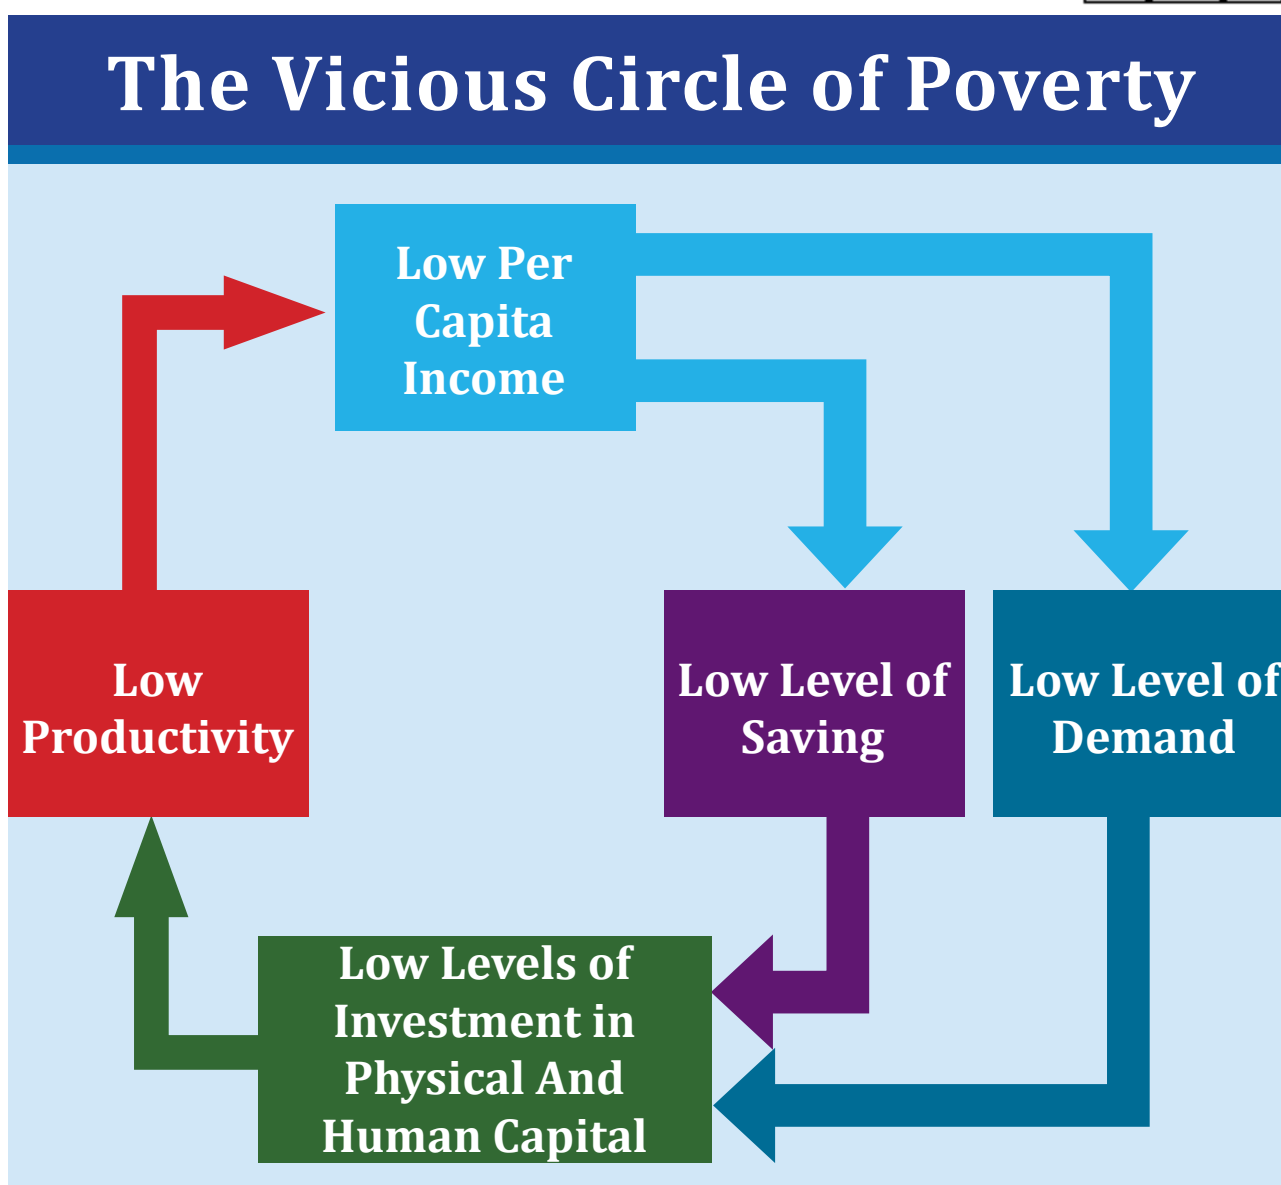 The Vicious Circle of Poverty
Low Per
Capita
Income
Low
Productivity
Low Level of
Saving
Low Level of
Demand
Low Levels of
Investment in
Physical And
Human Capital